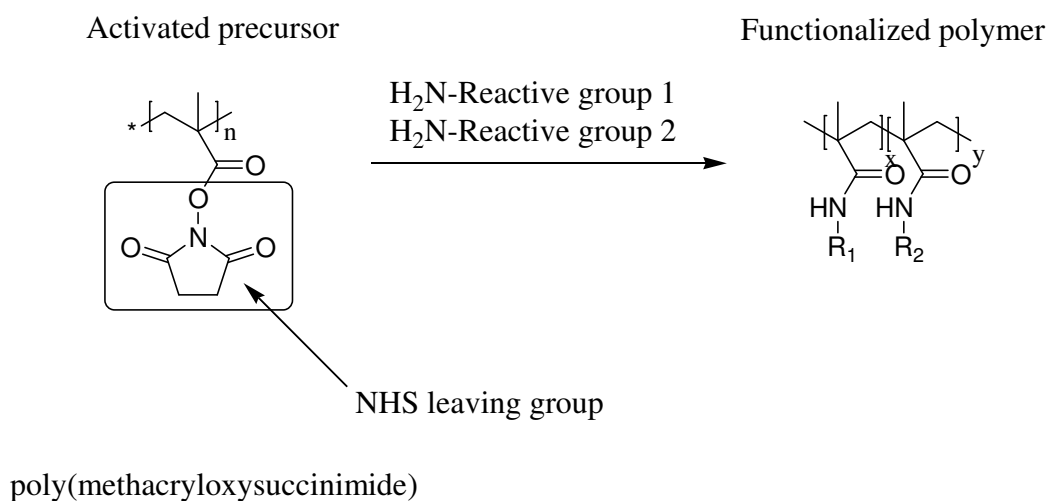 Activated precursor
Functionalized polymer
H₂N-Reactive group 1
H₂N-Reactive group 2
* n
O
O
N
O O
x y
O O
HN HN
R₁ R₂
NHS leaving group
poly(methacryloxysuccinimide)